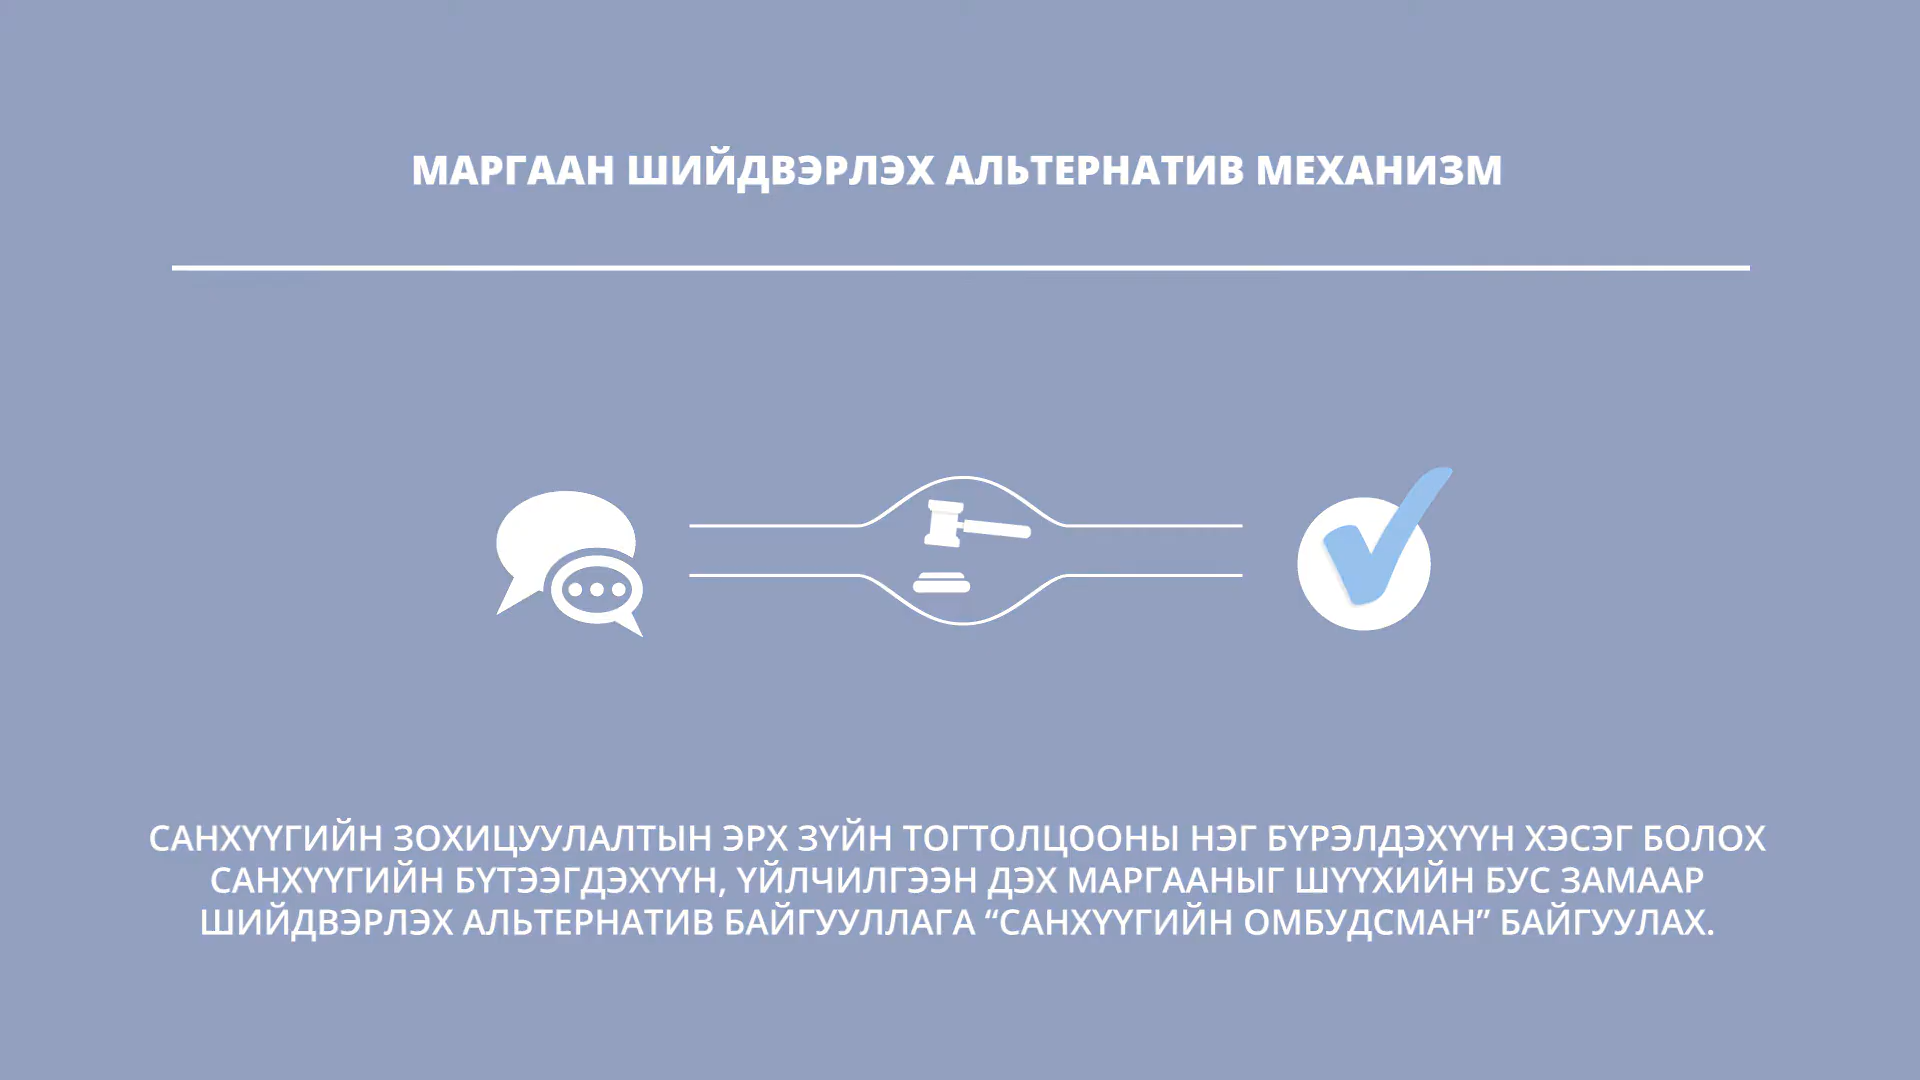 МАРГААН ШИЙДВЭРЛЭХ АЛЬТЕРНАТИВ МЕХАНИЗМ
САНХҮҮГИЙН ЗОХИЦУУЛАЛТЫН ЭРХ ЗҮЙН ТОГТОЛЦООНЫ НЭГ БҮРЭЛДЭХҮҮН ХЭСЭГ БОЛОХ
САНХҮҮГИЙН БҮТЭЭГДЭХҮҮН, ҮЙЛЧИЛГЭЭН ДЭХ МАРГААНЫГ ШҮҮХИЙН БУС ЗАМААР
ШИЙДВЭРЛЭХ АЛЬТЕРНАТИВ БАЙГУУЛЛАГА “САНХҮҮГИЙН ОМБУДСМАН” БАЙГУУЛАХ.